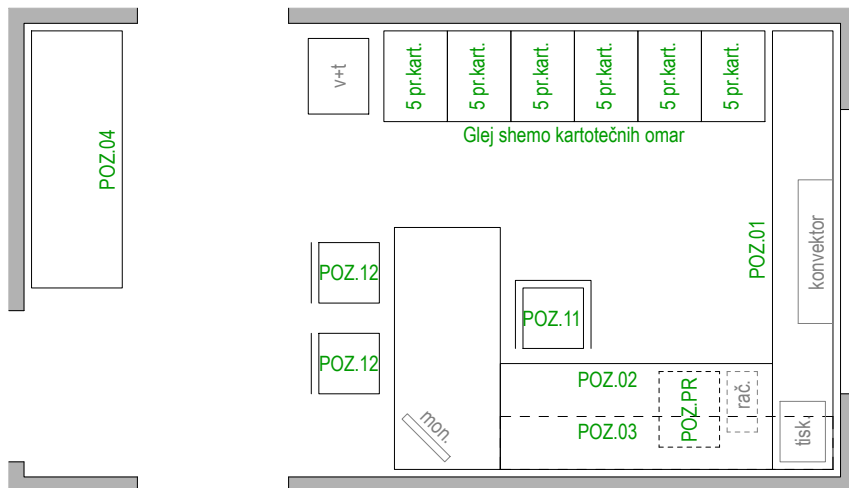 v+t
5 pr.kart.
5 pr.kart.
5 pr.kart.
5 pr.kart.
5 pr.kart.
5 pr.kart.
Glej shemo kartotečnih omar
POZ.04
POZ.01
konvektor
POZ.12
POZ.11
POZ.12
POZ.02
POZ.PR
rač.
mon.
POZ.03
tisk.